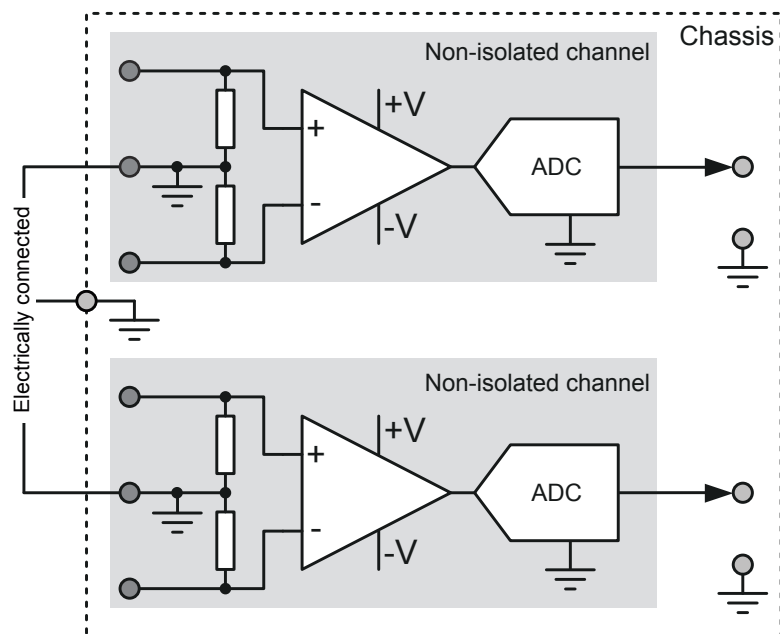 Chassis
Non-isolated channel
+V
+
ADC
-
-V
Electrically connected
Non-isolated channel
+V
+
ADC
-
-V